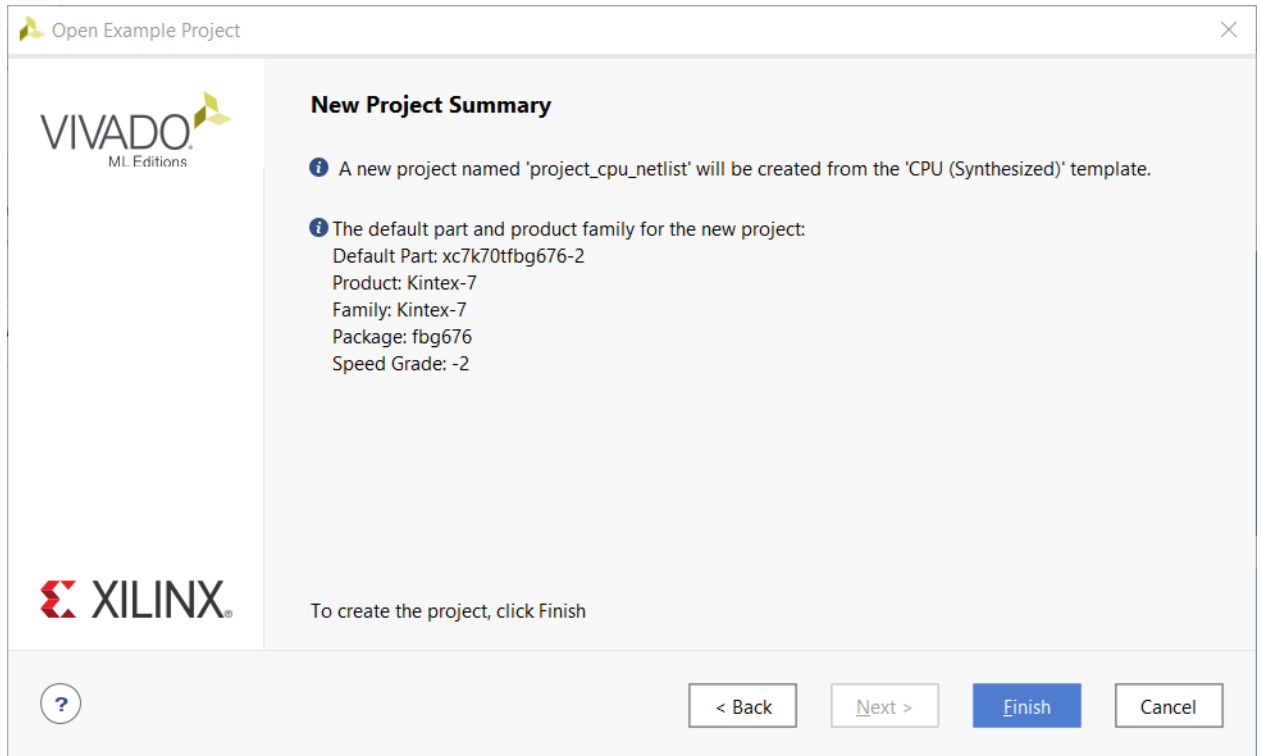 Open Example Project
VIVADO.
ML Editions
New Project Summary
A new project named 'project_cpu_netlist' will be created from the 'CPU (Synthesized)' template.
The default part and product family for the new project:
Default Part: xc7k70tfbg676-2
Product: Kintex-7
Family: Kintex-7
Package: fbg676
Speed Grade: -2
XILINX®
To create the project, click Finish
?
< Back
Next >
Finish
Cancel